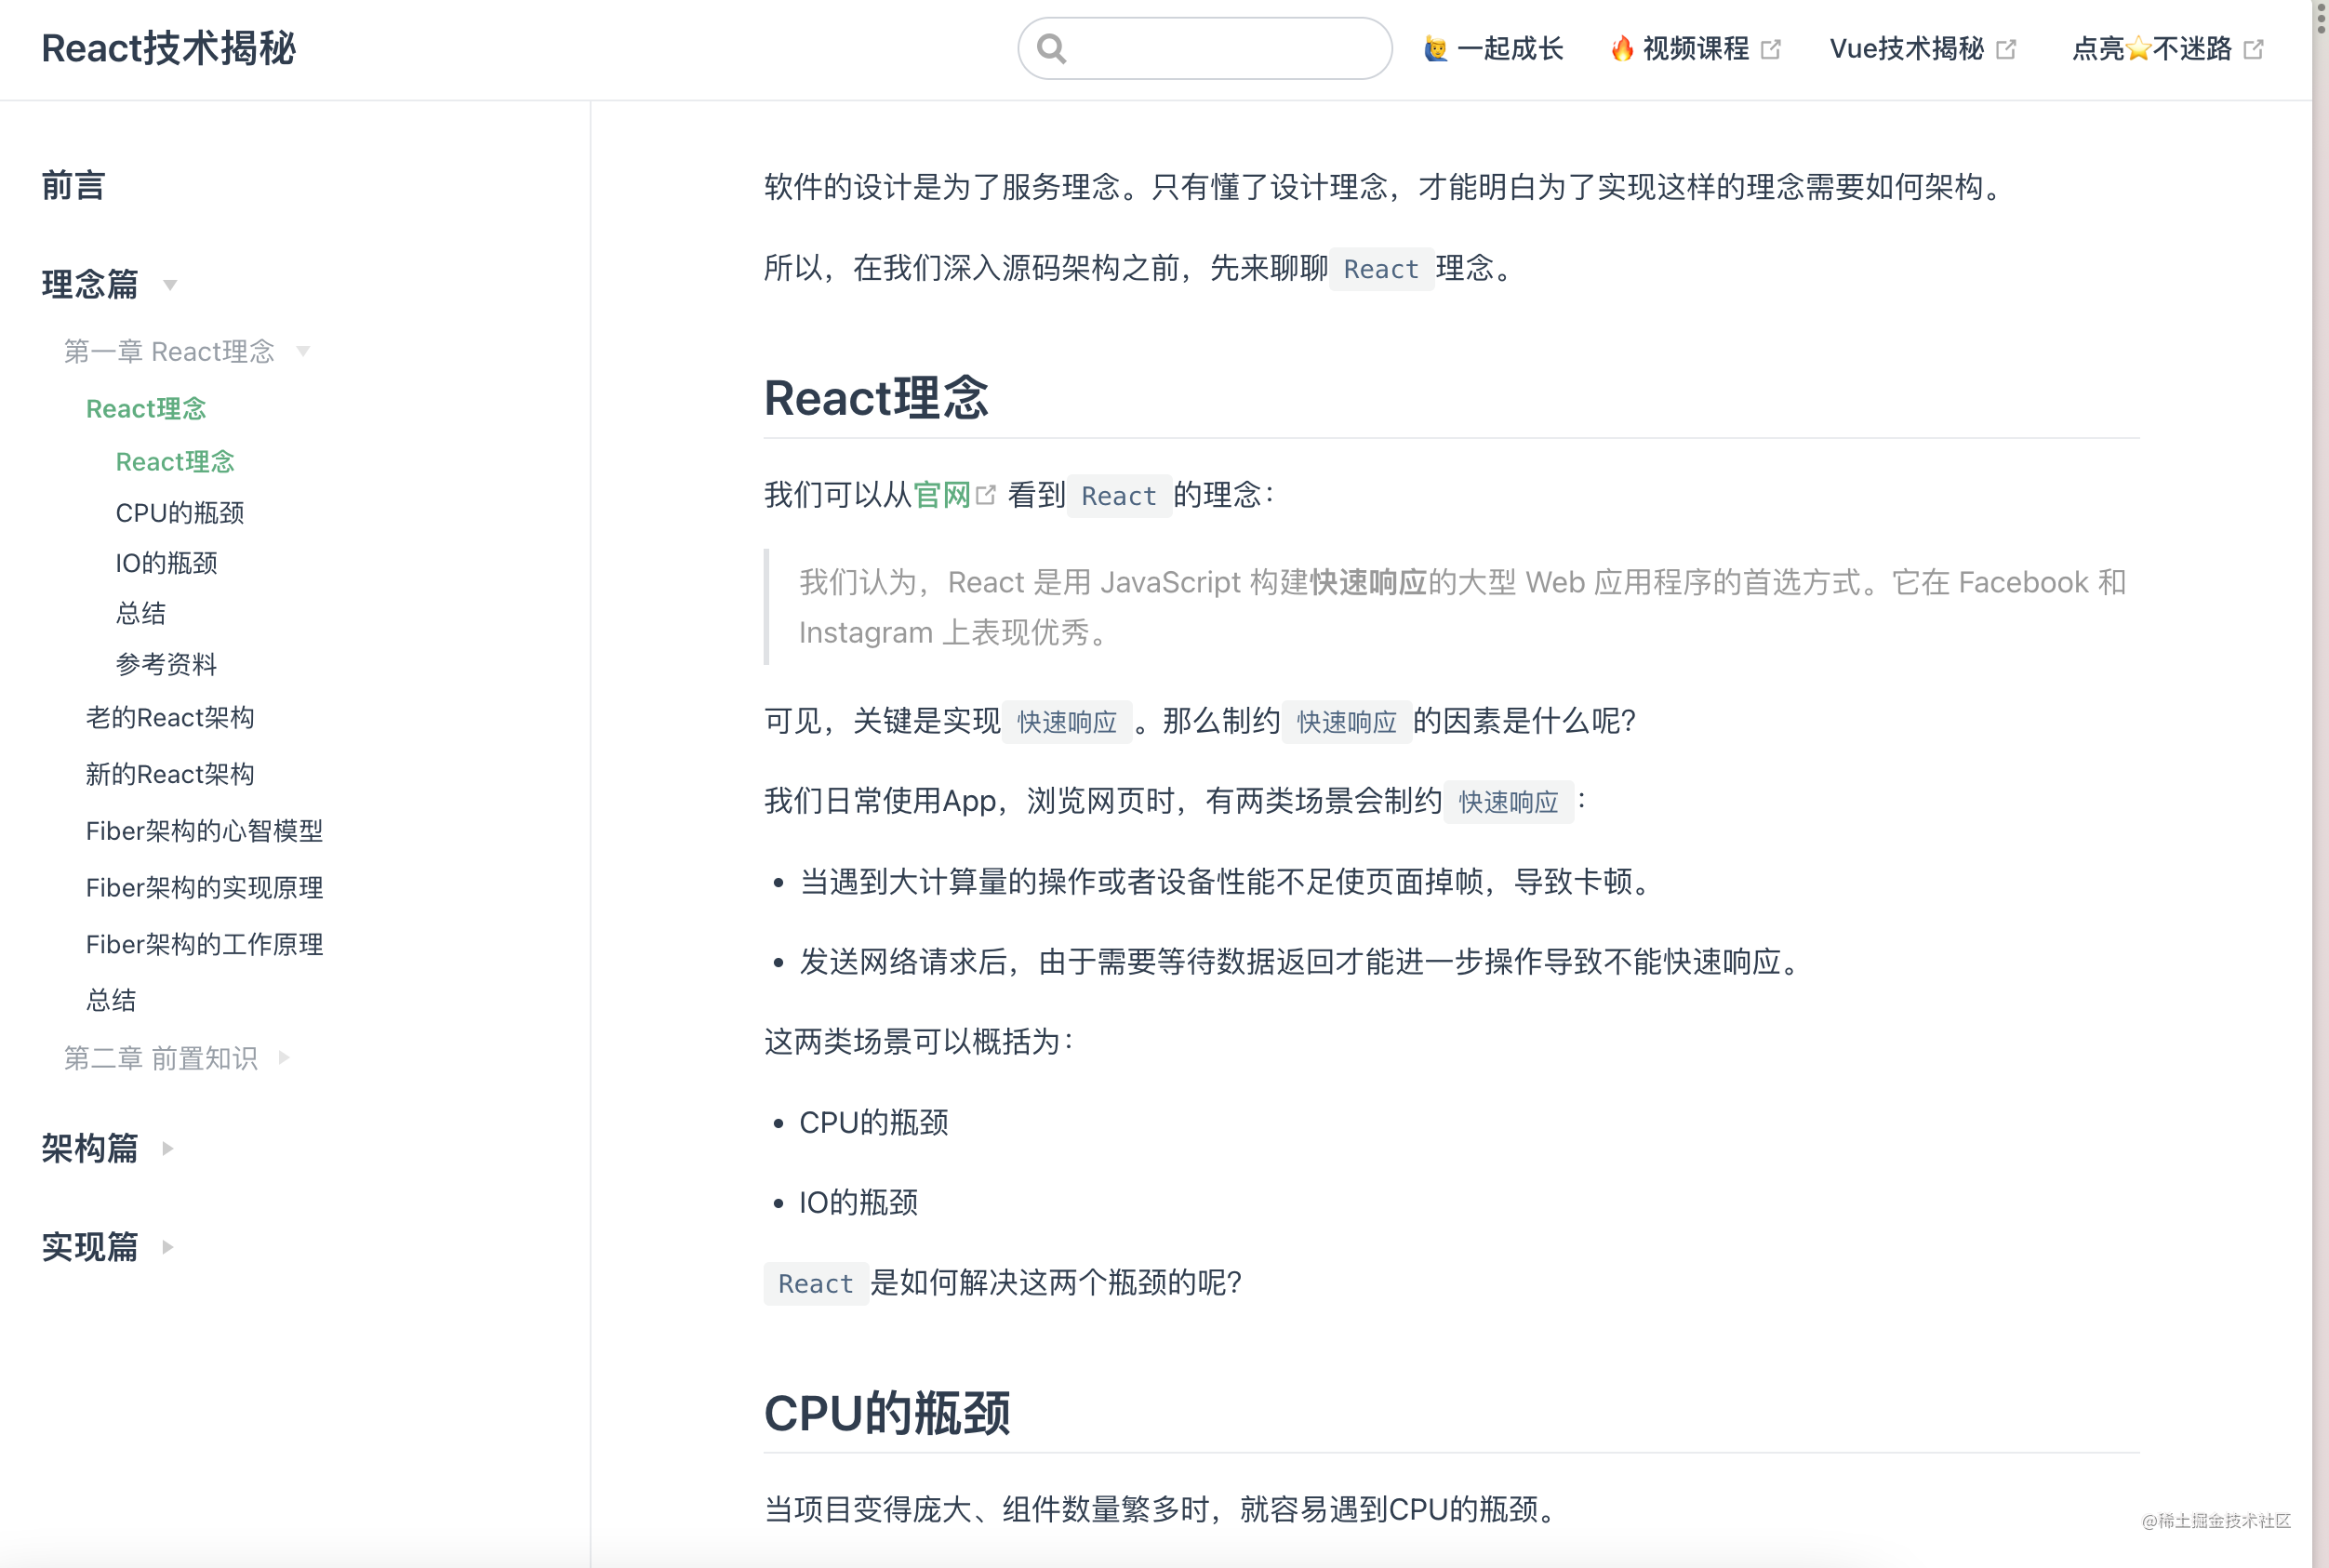 React技术揭秘
🙋‍♂️ 一起成长 🔥 视频课程 Vue技术揭秘 点亮⭐️不迷路
前言
理念篇
第一章 React理念
React理念
React理念
CPU的瓶颈
IO的瓶颈
总结
参考资料
老的React架构
新的React架构
Fiber架构的心智模型
Fiber架构的实现原理
Fiber架构的工作原理
总结
第二章 前置知识
架构篇
实现篇
软件的设计是为了服务理念。只有懂了设计理念，才能明白为了实现这样的理念需要如何架构。
所以，在我们深入源码架构之前，先来聊聊 React 理念。
React理念
我们可以从官网 看到 React 的理念：
我们认为，React 是用 JavaScript 构建快速响应的大型 Web 应用程序的首选方式。它在 Facebook 和
Instagram 上表现优秀。
可见，关键是实现 快速响应 。那么制约 快速响应 的因素是什么呢？
我们日常使用App，浏览网页时，有两类场景会制约 快速响应 ：
• 当遇到大计算量的操作或者设备性能不足使页面掉帧，导致卡顿。
• 发送网络请求后，由于需要等待数据返回才能进一步操作导致不能快速响应。
这两类场景可以概括为：
• CPU的瓶颈
• IO的瓶颈
React 是如何解决这两个瓶颈的呢？
CPU的瓶颈
当项目变得庞大、组件数量繁多时，就容易遇到CPU的瓶颈。
@稀土掘金技术社区